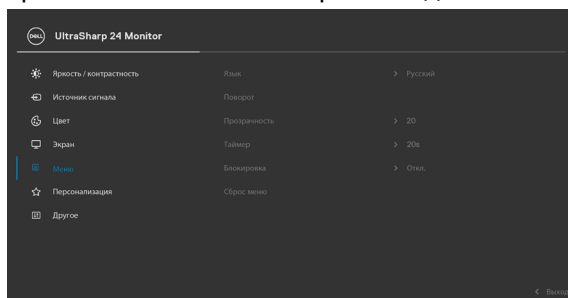 DELL UltraSharp 24 Monitor
Яркость / контрастность Язык > Русский
Источник сигнала Поворот
Цвет Прозрачность > 20
Экран Таймер > 20s
Меню Блокировка > Откл.
Персонализация Сброс меню
Другое
< Выход